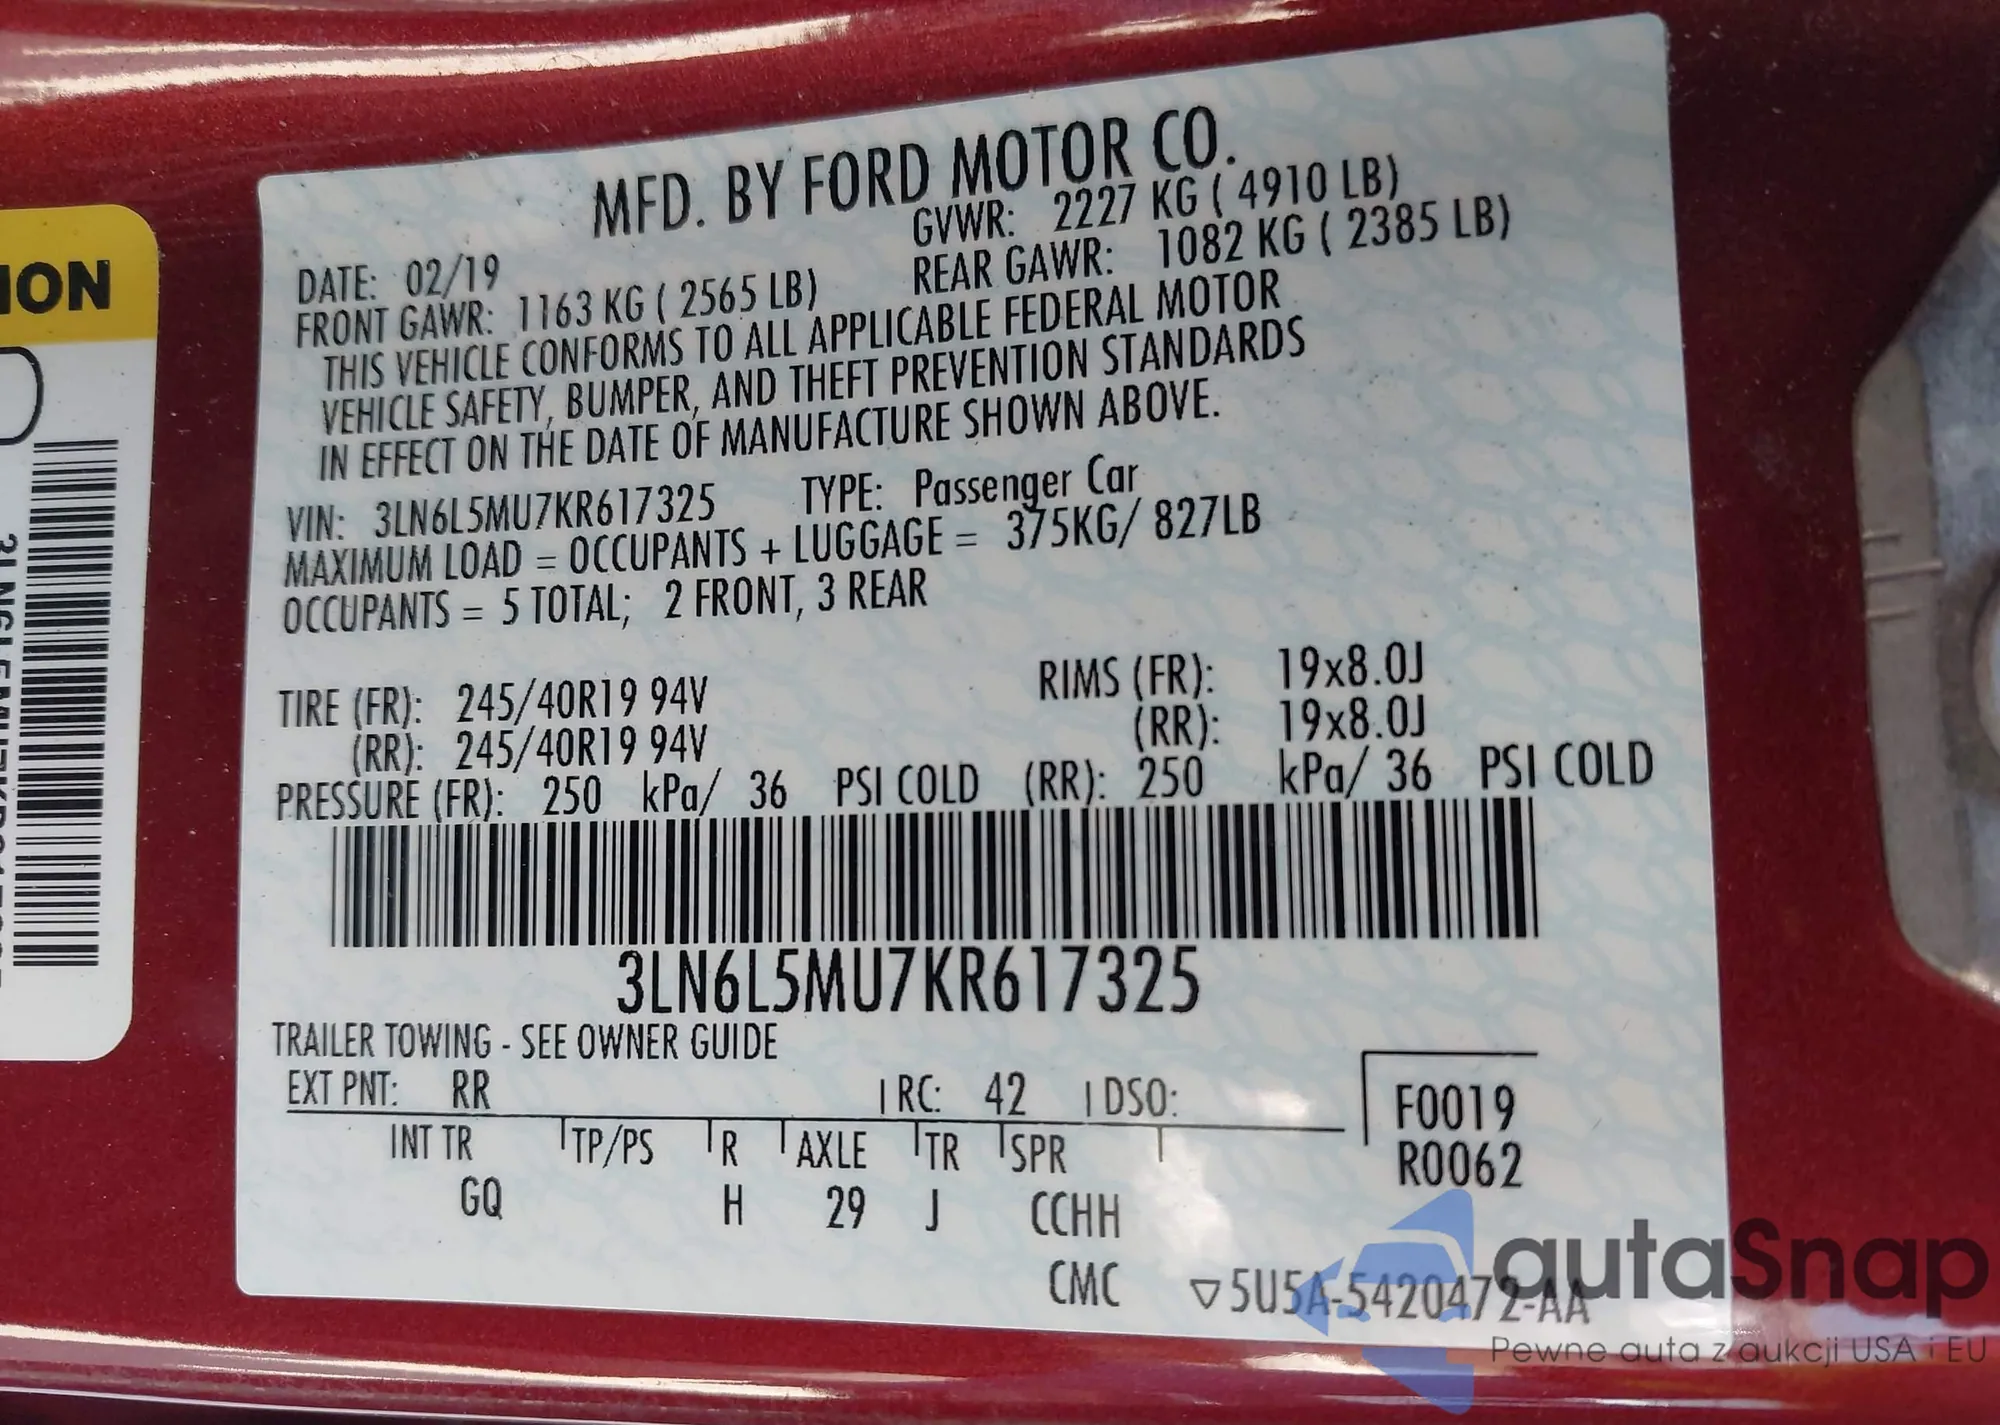 ION
MFD. BY FORD MOTOR CO.
DATE: 02/19 GVWR: 2227 KG ( 4910 LB)
FRONT GAWR: 1163 KG ( 2565 LB) REAR GAWR: 1082 KG ( 2385 LB)
THIS VEHICLE CONFORMS TO ALL APPLICABLE FEDERAL MOTOR
VEHICLE SAFETY, BUMPER, AND THEFT PREVENTION STANDARDS
IN EFFECT ON THE DATE OF MANUFACTURE SHOWN ABOVE.
VIN: 3LN6L5MU7KR617325 TYPE: Passenger Car
MAXIMUM LOAD = OCCUPANTS + LUGGAGE = 375KG/ 827LB
OCCUPANTS = 5 TOTAL; 2 FRONT, 3 REAR
TIRE (FR): 245/40R19 94V RIMS (FR): 19x8.0J
(RR): 245/40R19 94V (RR): 19x8.0J
PRESSURE (FR): 250 kPa/ 36 PSI COLD (RR): 250 kPa/ 36 PSI COLD
3LN6L5MU7KR617325
TRAILER TOWING - SEE OWNER GUIDE
EXT PNT: RR RC: 42 DSO:
F0019
R0062
INT TR TP/PS R AXLE TR SPR
GQ H 29 J CCHH
CMC ▽5U5A-5420472-AA
autaSnap
Pewne auta z aukcji USA i EU